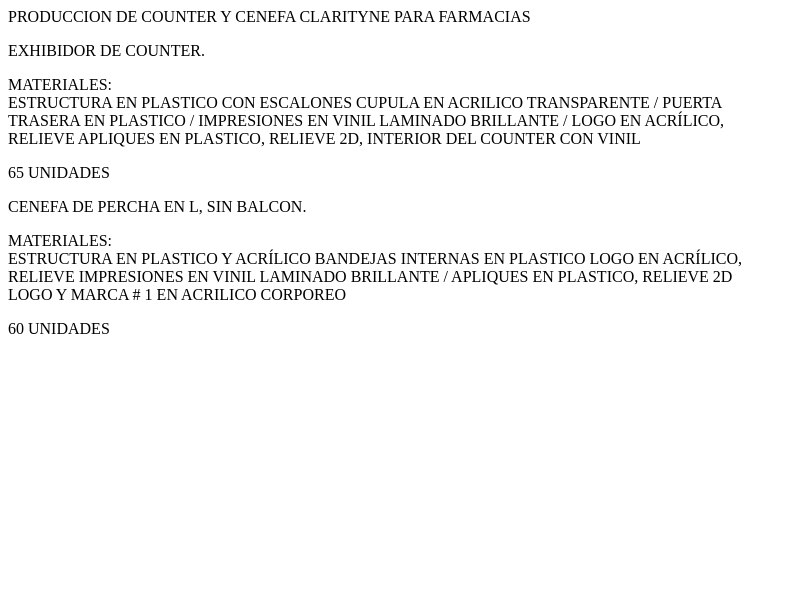 PRODUCCION DE COUNTER Y CENEFA CLARITYNE PARA FARMACIAS
EXHIBIDOR DE COUNTER.
MATERIALES:
ESTRUCTURA EN PLASTICO CON ESCALONES CUPULA EN ACRILICO TRANSPARENTE / PUERTA
TRASERA EN PLASTICO / IMPRESIONES EN VINIL LAMINADO BRILLANTE / LOGO EN ACRÍLICO,
RELIEVE APLIQUES EN PLASTICO, RELIEVE 2D, INTERIOR DEL COUNTER CON VINIL
65 UNIDADES
CENEFA DE PERCHA EN L, SIN BALCON.
MATERIALES:
ESTRUCTURA EN PLASTICO Y ACRÍLICO BANDEJAS INTERNAS EN PLASTICO LOGO EN ACRÍLICO,
RELIEVE IMPRESIONES EN VINIL LAMINADO BRILLANTE / APLIQUES EN PLASTICO, RELIEVE 2D
LOGO Y MARCA # 1 EN ACRILICO CORPOREO
60 UNIDADES